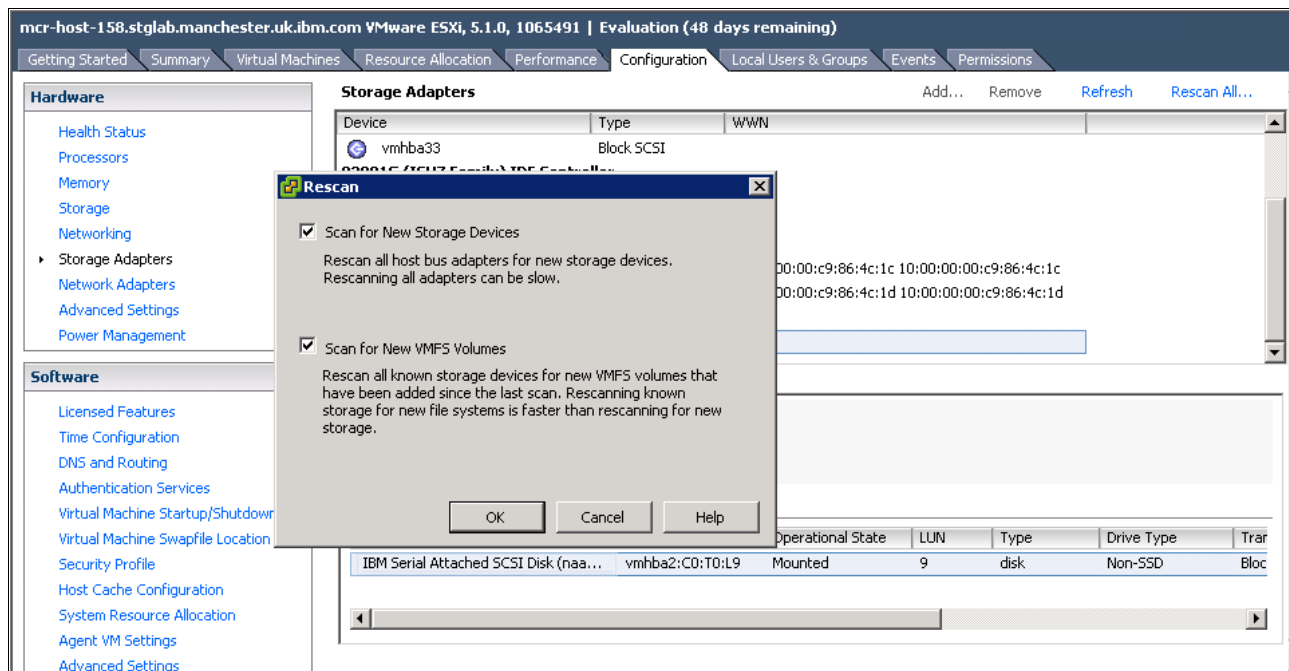 mcr-host-158.stglab.manchester.uk.ibm.com VMware ESXi, 5.1.0, 1065491 | Evaluation (48 days remaining)
Getting Started Summary Virtual Machines Resource Allocation Performance Configuration Local Users & Groups Events Permissions
Hardware
Health Status
Processors
Memory
Storage
Networking
Storage Adapters
Network Adapters
Advanced Settings
Power Management
Software
Licensed Features
Time Configuration
DNS and Routing
Authentication Services
Virtual Machine Startup/Shutdown
Virtual Machine Swapfile Location
Security Profile
Host Cache Configuration
System Resource Allocation
Agent VM Settings
Advanced Settings
Storage Adapters Add... Remove Refresh Rescan All...
Device Type WWN
vmhba33 Block SCSI
Family) IDE Controller
00:00:c9:86:4c:1c 10:00:00:00:c9:86:4c:1c
00:00:c9:86:4c:1d 10:00:00:00:c9:86:4c:1d
Rescan
Scan for New Storage Devices
Rescan all host bus adapters for new storage devices.
Rescanning all adapters can be slow.
Scan for New VMFS Volumes
Rescan all known storage devices for new VMFS volumes that
have been added since the last scan. Rescanning known
storage for new file systems is faster than rescanning for new
storage.
OK Cancel Help
Operational State LUN Type Drive Type Tran
IBM Serial Attached SCSI Disk (naa... vmhba2:C0:T0:L9 Mounted 9 disk Non-SSD Bloc